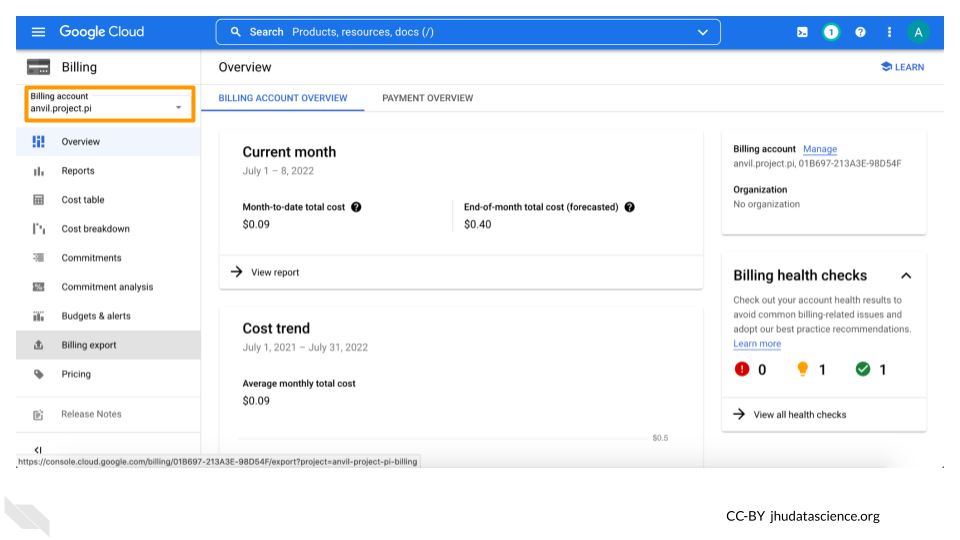 Google Cloud
Search Products, resources, docs (/)
1
?
A
Billing
Overview
LEARN
Billing account
anvil.project.pi
BILLING ACCOUNT OVERVIEW
PAYMENT OVERVIEW
Overview
Reports
Cost table
Cost breakdown
Commitments
Commitment analysis
Budgets & alerts
Billing export
Pricing
Release Notes
Current month
July 1 – 8, 2022
Month-to-date total cost ?
$0.09
End-of-month total cost (forecasted) ?
$0.40
View report
Cost trend
July 1, 2021 – July 31, 2022
Average monthly total cost
$0.09
$0.5
Billing account Manage
anvil.project.pi, 01B697-213A3E-98D54F
Organization
No organization
Billing health checks
Check out your account health results to
avoid common billing-related issues and
adopt our best practice recommendations.
Learn more
0
1
1
View all health checks
https://console.cloud.google.com/billing/01B697-213A3E-98D54F/export?project=anvil-project-pi-billing
CC-BY jhudatascience.org